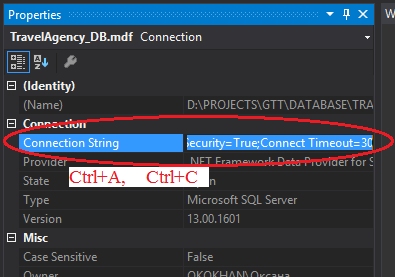 Properties
TravelAgency_DB.mdf Connection
(Identity)
(Name) D:\PROJECTS\GTT\DATABASE\TRA
Connection
Connection String Security=True;Connect Timeout=30
Provider .NET Framework Data Provider for S
State
Ctrl+A, Ctrl+C
Type Microsoft SQL Server
Version 13.00.1601
Misc
Case Sensitive False
Owner OKOKHAN\Оксана